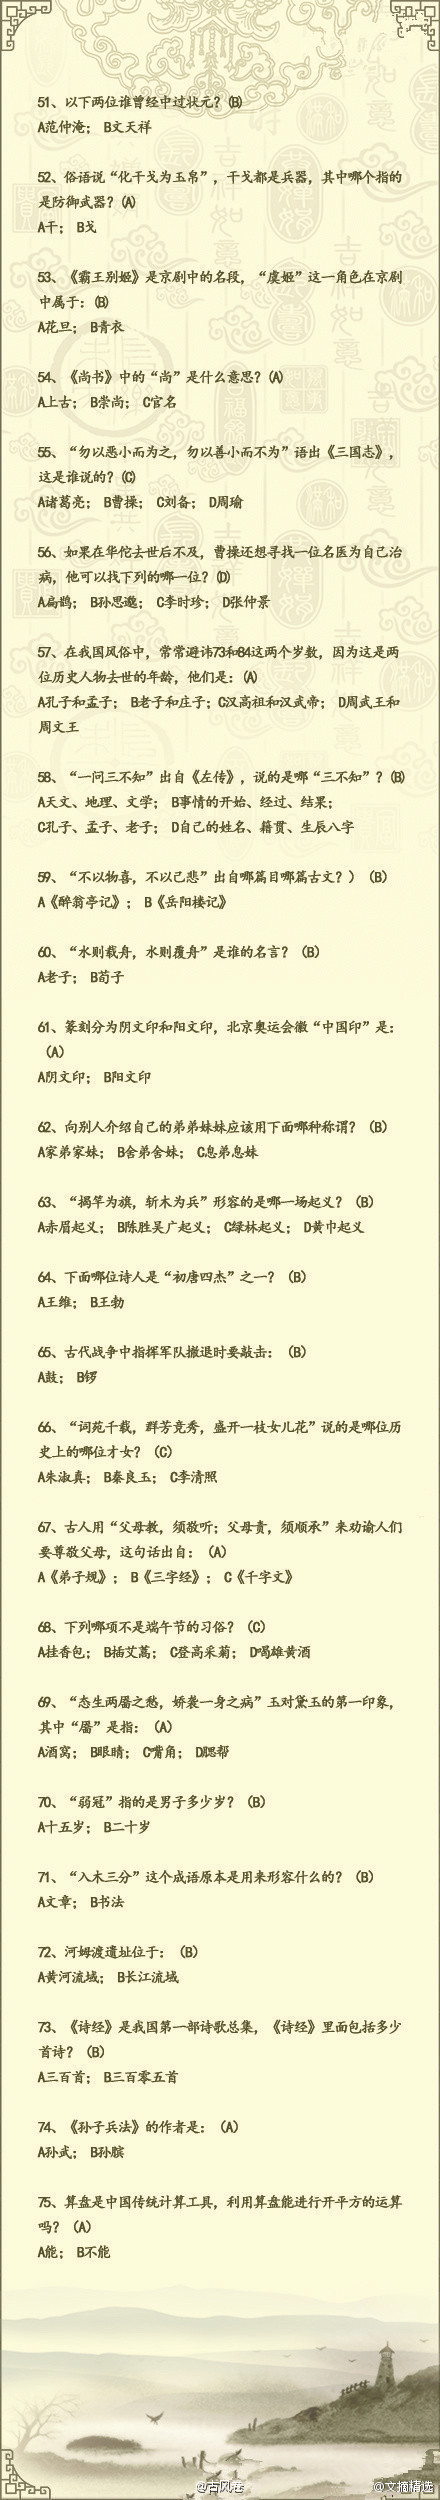 51、以下两位谁曾经中过状元？(B)
A范仲淹； B文天祥
52、俗语说“化干戈为玉帛”，干戈都是兵器，其中哪个指的
是防御武器？(A)
A干； B戈
53、《霸王别姬》是京剧中的名段，“虞姬”这一角色在京剧
中属于：(B)
A花旦； B青衣
54、《尚书》中的“尚”是什么意思？(A)
A上古； B崇尚； C官名
55、“勿以恶小而为之，勿以善小而不为”语出《三国志》，
这是谁说的？(C)
A诸葛亮； B曹操； C刘备； D周瑜
56、如果在华佗去世后不及，曹操还想寻找一位名医为自己治
病，他可以找下列的哪一位？(D)
A扁鹊； B孙思邈； C李时珍； D张仲景
57、在我国风俗中，常常避讳73和84这两个岁数，因为这是两
位历史人物去世的年龄，他们是：(A)
A孔子和孟子； B老子和庄子；C汉高祖和汉武帝； D周武王和
周文王
58、“一问三不知”出自《左传》，说的是哪“三不知”？(B)
A天文、地理、文学； B事情的开始、经过、结果；
C孔子、孟子、老子； D自己的姓名、籍贯、生辰八字
59、“不以物喜，不以己悲”出自哪篇目哪篇古文？）（B）
A《醉翁亭记》； B《岳阳楼记》
60、“水则载舟，水则覆舟”是谁的名言？（B）
A老子； B荀子
61、篆刻分为阴文印和阳文印，北京奥运会徽“中国印”是：
（A）
A阴文印； B阳文印
62、向别人介绍自己的弟弟妹妹应该用下面哪种称谓？（B）
A家弟家妹； B舍弟舍妹； C息弟息妹
63、“揭竿为旗，斩木为兵”形容的是哪一场起义？（B）
A赤眉起义； B陈胜吴广起义； C绿林起义； D黄巾起义
64、下面哪位诗人是“初唐四杰”之一？（B）
A王维； B王勃
65、古代战争中指挥军队撤退时要敲击：（B）
A鼓； B锣
66、“词苑千载，群芳竞秀，盛开一枝女儿花”说的是哪位历
史上的哪位才女？（C）
A朱淑真； B秦良玉； C李清照
67、古人用“父母教，须敬听；父母责，须顺承”来劝谕人们
要尊敬父母，这句话出自：（A）
A《弟子规》； B《三字经》； C《千字文》
68、下列哪项不是端午节的习俗？（C）
A挂香包； B插艾蒿； C登高采菊； D喝雄黄酒
69、“态生两靥之愁，娇袭一身之病”玉对黛玉的第一印象，
其中“靥”是指：（A）
A酒窝； B眼睛； C嘴角； D腮帮
70、“弱冠”指的是男子多少岁？（B）
A十五岁； B二十岁
71、“入木三分”这个成语原本是用来形容什么的？（B）
A文章； B书法
72、河姆渡遗址位于：（B）
A黄河流域； B长江流域
73、《诗经》是我国第一部诗歌总集，《诗经》里面包括多少
首诗？（B）
A三百首； B三百零五首
74、《孙子兵法》的作者是：（A）
A孙武； B孙膑
75、算盘是中国传统计算工具，利用算盘能进行开平方的运算
吗？（A）
A能； B不能
@古风巷
@文摘精选